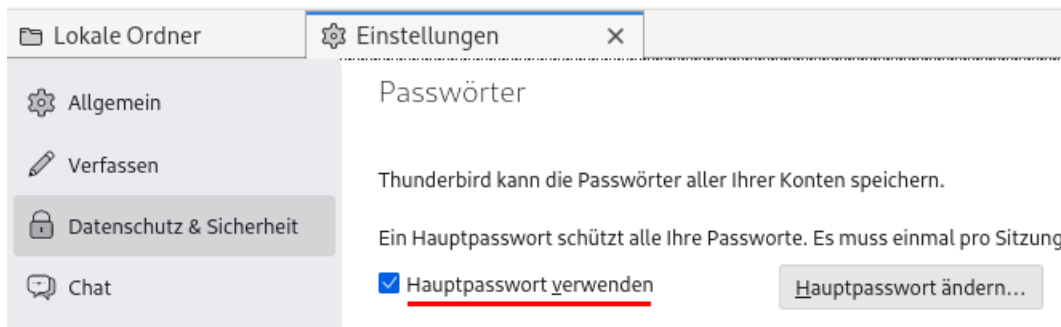 Lokale Ordner
Einstellungen
Allgemein
Verfassen
Datenschutz & Sicherheit
Chat
Passwörter
Thunderbird kann die Passwörter aller Ihrer Konten speichern.
Ein Hauptpasswort schützt alle Ihre Passworte. Es muss einmal pro Sitzung
Hauptpasswort verwenden
Hauptpasswort ändern...